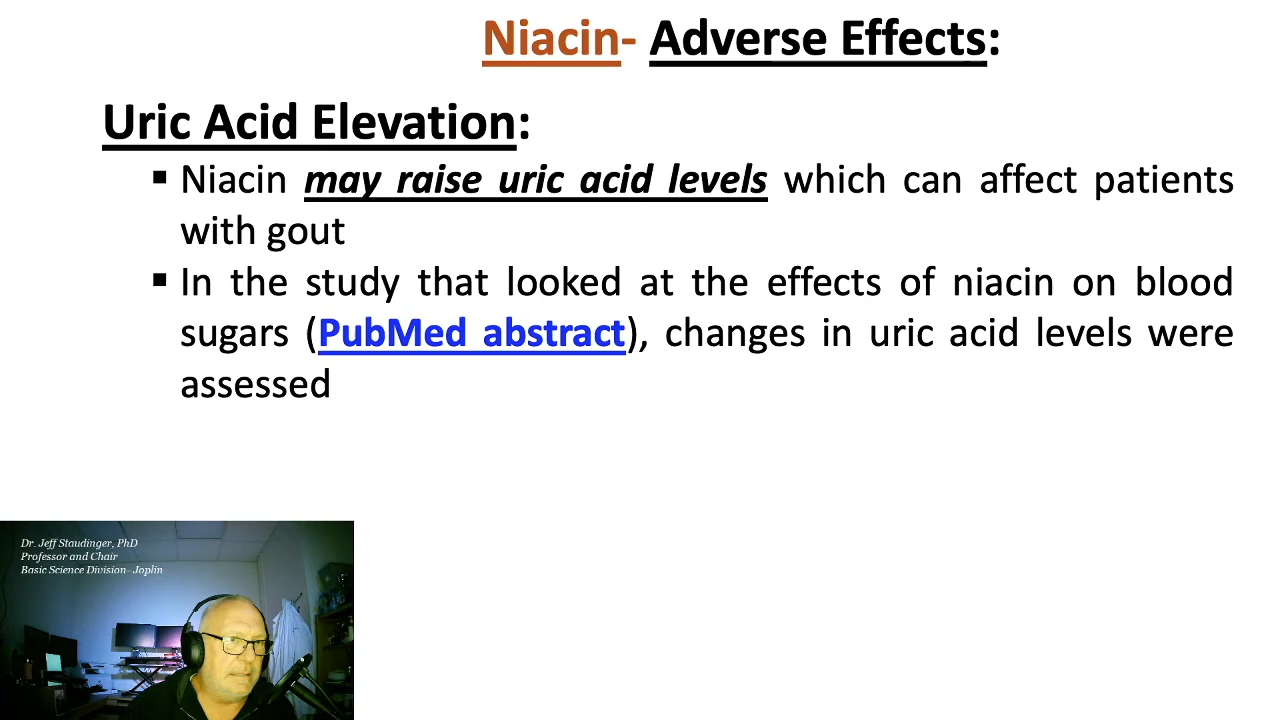 Niacin- Adverse Effects:
Uric Acid Elevation:
▪ Niacin may raise uric acid levels which can affect patients
with gout
▪ In the study that looked at the effects of niacin on blood
sugars (PubMed abstract), changes in uric acid levels were
assessed
Dr. Jeff Staudinger, PhD
Professor and Chair
Basic Science Division- Joplin